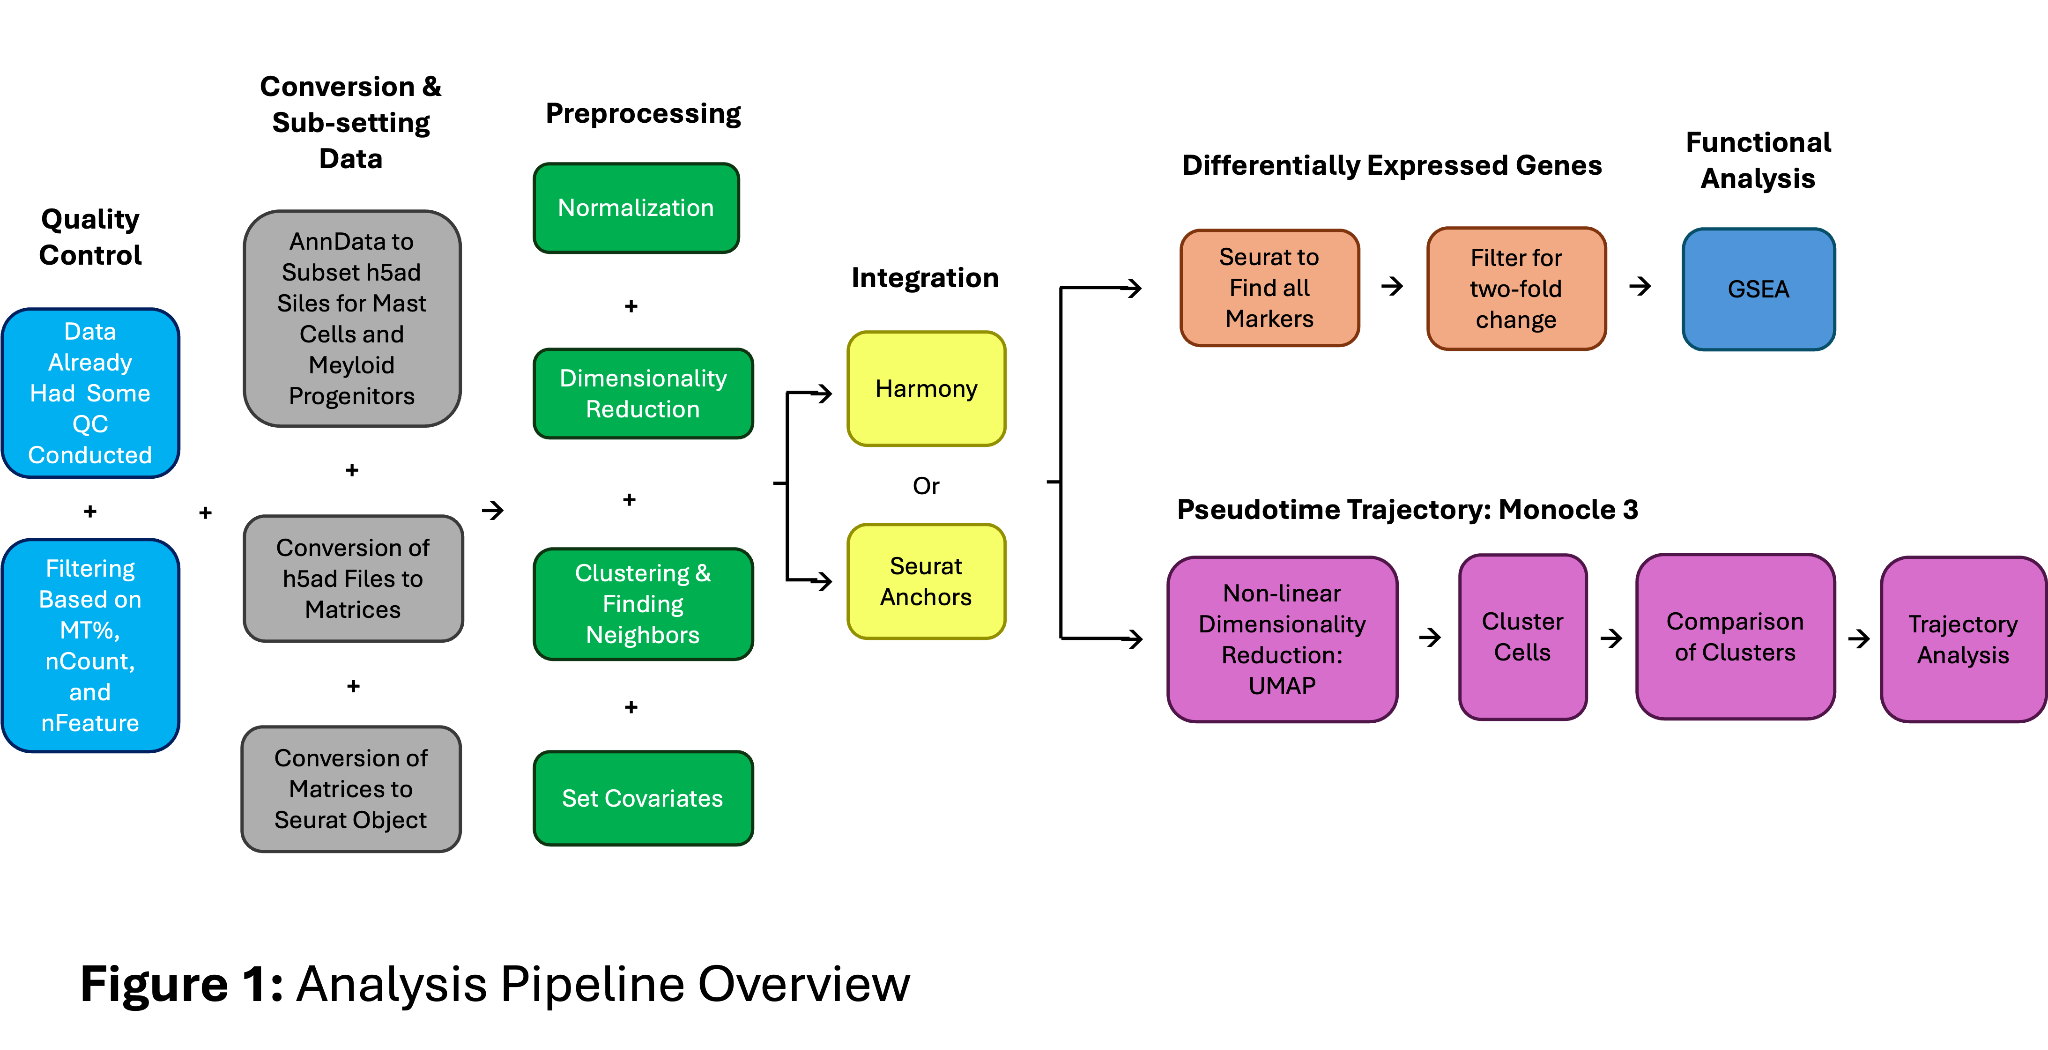 Quality
Control
Data
Already
Had Some
QC
Conducted
+
Filtering
Based on
MT%,
nCount,
and
nFeature
+
Conversion &
Sub-setting
Data
AnnData to
Subset h5ad
Siles for Mast
Cells and
Meyloid
Progenitors
+
Conversion of
h5ad Files to
Matrices
+
Conversion of
Matrices to
Seurat Object
Preprocessing
Normalization
+
Dimensionality
Reduction
+
Clustering &
Finding
Neighbors
+
Set Covariates
Integration
Harmony
Or
Seurat
Anchors
Differentially Expressed Genes
Seurat to
Find all
Markers
Filter for
two-fold
change
Functional
Analysis
GSEA
Pseudotime Trajectory: Monocle 3
Non-linear
Dimensionality
Reduction:
UMAP
Cluster
Cells
Comparison
of Clusters
Trajectory
Analysis
Figure 1: Analysis Pipeline Overview